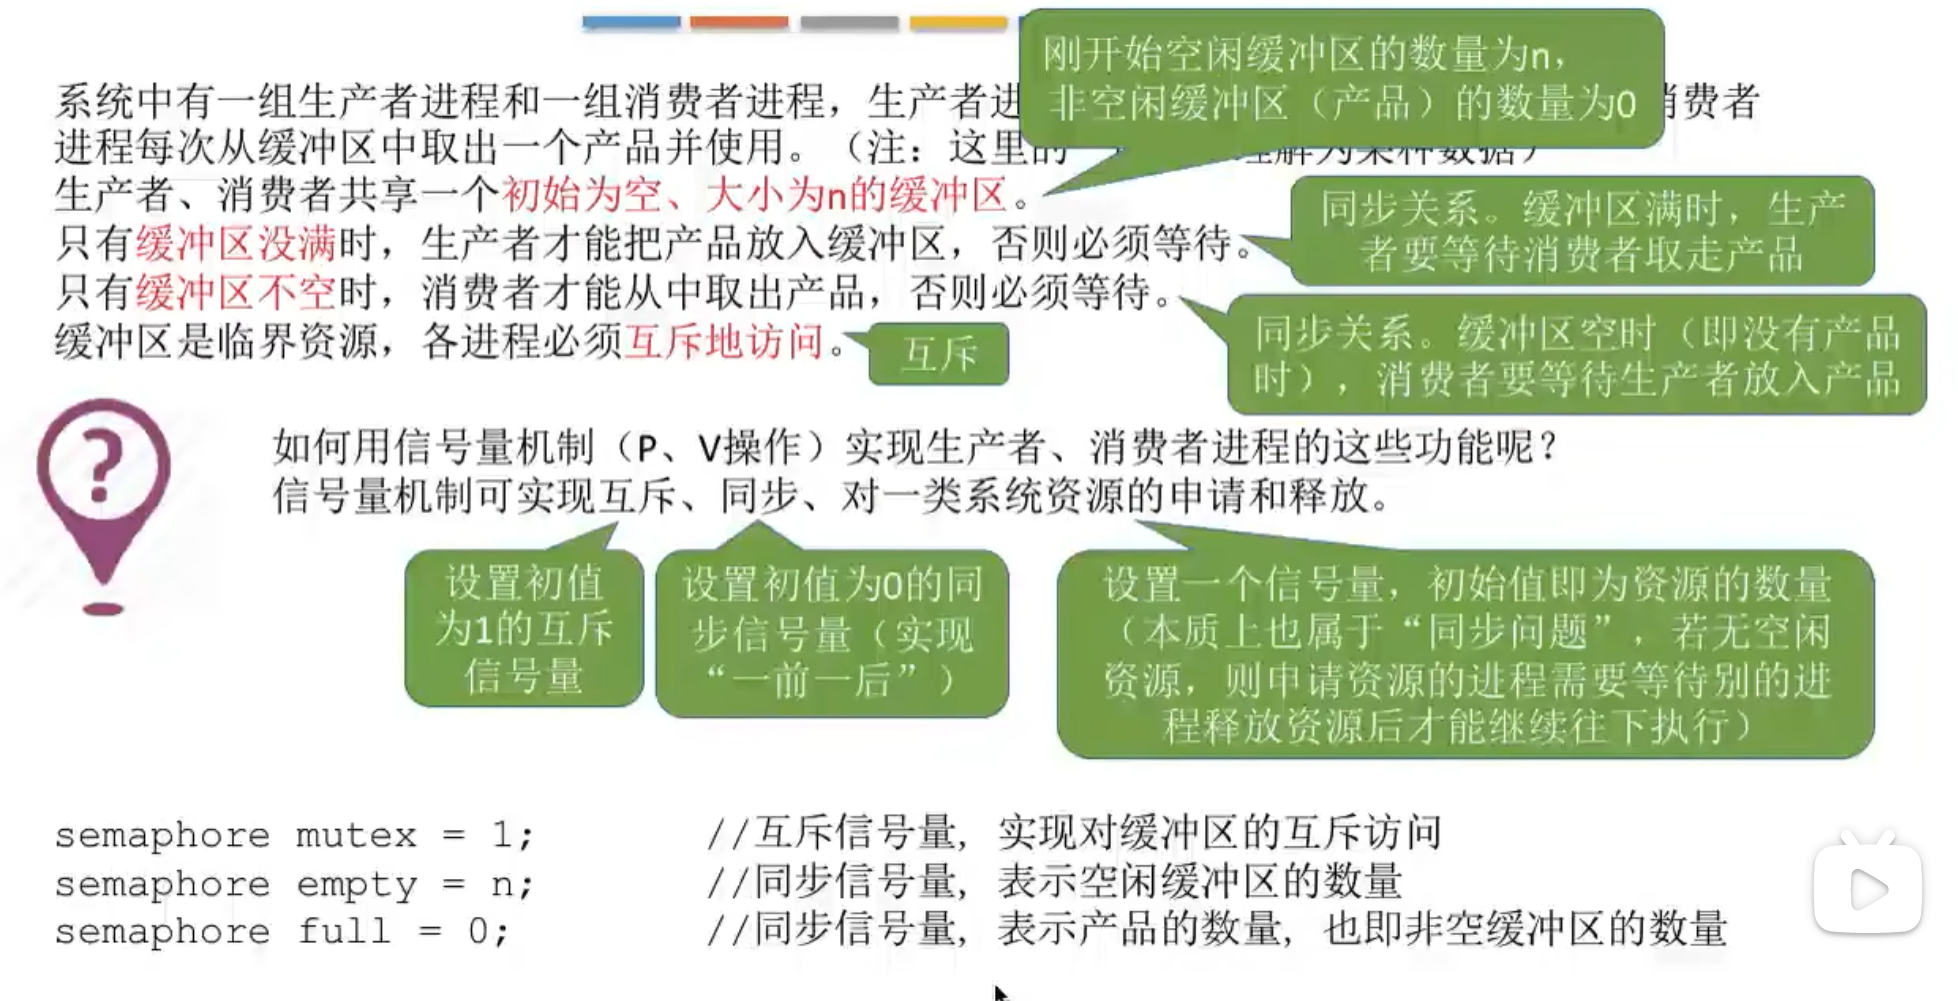 刚开始空闲缓冲区的数量为n，
非空闲缓冲区（产品）的数量为0
系统中有一组生产者进程和一组消费者进程，生产者进
消费者
进程每次从缓冲区中取出一个产品并使用。（注：这里的
理解为某种数据）
生产者、消费者共享一个初始为空、大小为n的缓冲区。
只有缓冲区没满时，生产者才能把产品放入缓冲区，否则必须等待。
同步关系。缓冲区满时，生产
者要等待消费者取走产品
只有缓冲区不空时，消费者才能从中取出产品，否则必须等待。
同步关系。缓冲区空时（即没有产品
时），消费者要等待生产者放入产品
缓冲区是临界资源，各进程必须互斥地访问。
互斥
如何用信号量机制（P、V操作）实现生产者、消费者进程的这些功能呢？
信号量机制可实现互斥、同步、对一类系统资源的申请和释放。
设置初值
为1的互斥
信号量
设置初值为0的同
步信号量（实现
“一前一后”）
设置一个信号量，初始值即为资源的数量
（本质上也属于“同步问题”，若无空闲
资源，则申请资源的进程需要等待别的进
程释放资源后才能继续往下执行）
semaphore mutex = 1; //互斥信号量，实现对缓冲区的互斥访问
semaphore empty = n; //同步信号量，表示空闲缓冲区的数量
semaphore full = 0; //同步信号量，表示产品的数量，也即非空缓冲区的数量